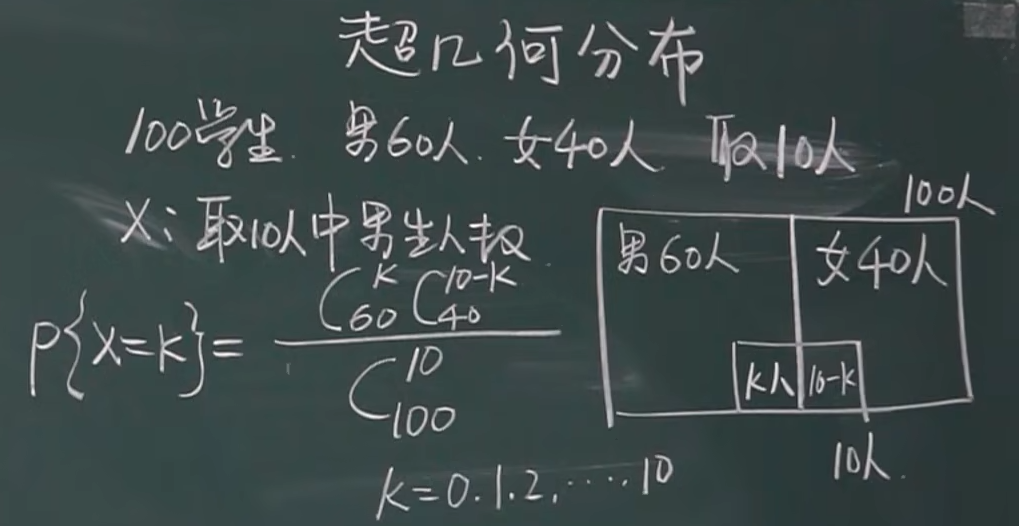 超几何分布
100学生. 男60人. 女40人 取10人
X: 取10人中男生人数
P{X=K}= C_{60}^{K} C_{40}^{10-K} / C_{100}^{10}
K=0.1.2.…..10
100人
男60人 女40人
K人 10-K
10人.